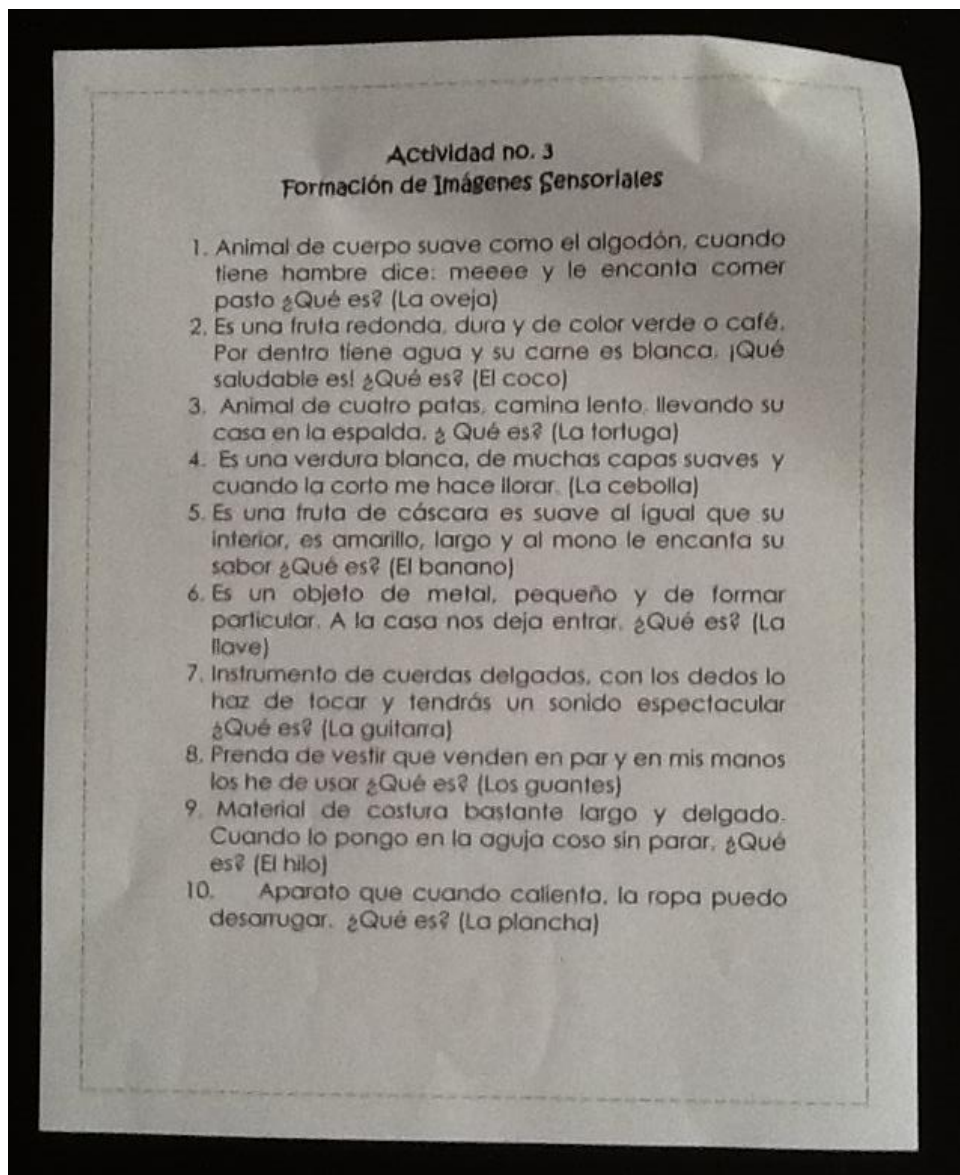 Actividad no. 3
Formación de Imágenes Sensoriales
1. Animal de cuerpo suave como el algodón, cuando
tiene hambre dice: meeee y le encanta comer
pasto ¿Qué es? (La oveja)
2. Es una fruta redonda, dura y de color verde o café.
Por dentro tiene agua y su carne es blanca. ¡Qué
saludable es! ¿Qué es? (El coco)
3. Animal de cuatro patas, camina lento, llevando su
casa en la espalda. ¿ Qué es? (La tortuga)
4. Es una verdura blanca, de muchas capas suaves y
cuando la corto me hace llorar. (La cebolla)
5. Es una fruta de cáscara es suave al igual que su
interior, es amarillo, largo y al mono le encanta su
sabor ¿Qué es? (El banano)
6. Es un objeto de metal, pequeño y de formar
particular. A la casa nos deja entrar. ¿Qué es? (La
llave)
7. Instrumento de cuerdas delgadas, con los dedos lo
haz de tocar y tendrás un sonido espectacular
¿Qué es? (La guitarra)
8. Prenda de vestir que venden en par y en mis manos
los he de usar ¿Qué es? (Los guantes)
9. Material de costura bastante largo y delgado.
Cuando lo pongo en la aguja coso sin parar. ¿Qué
es? (El hilo)
10. Aparato que cuando calienta, la ropa puedo
desarrugar. ¿Qué es? (La plancha)